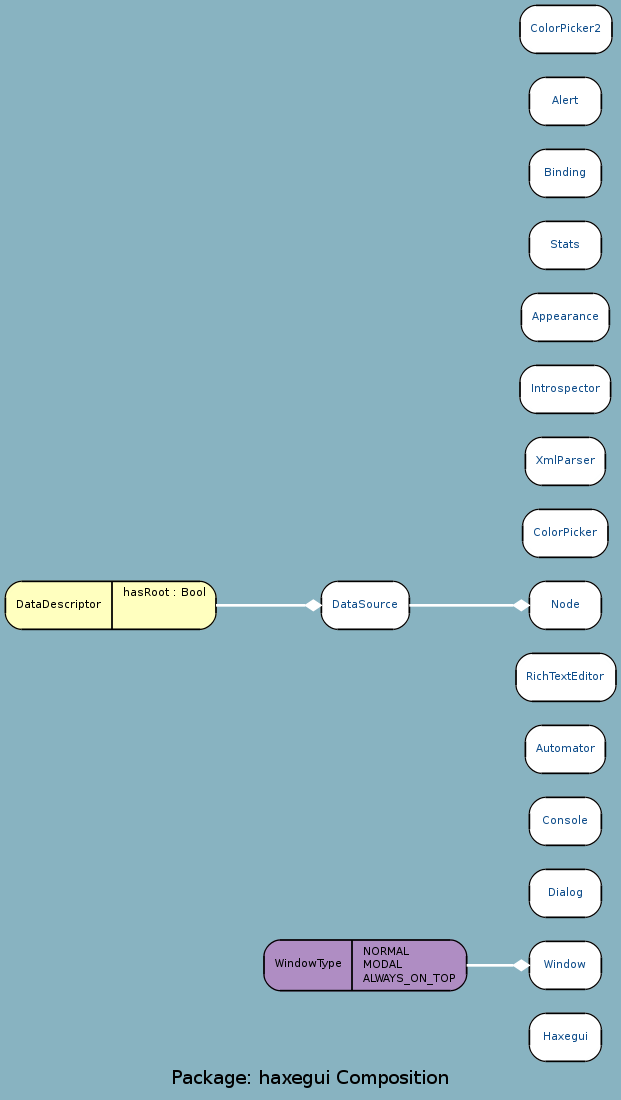 ColorPicker2
Alert
Binding
Stats
Appearance
Introspector
XmlParser
ColorPicker
DataDescriptor
hasRoot : Bool
DataSource
Node
RichTextEditor
Automator
Console
Dialog
WindowType
NORMAL
MODAL
ALWAYS_ON_TOP
Window
Haxegui
Package: haxegui Composition